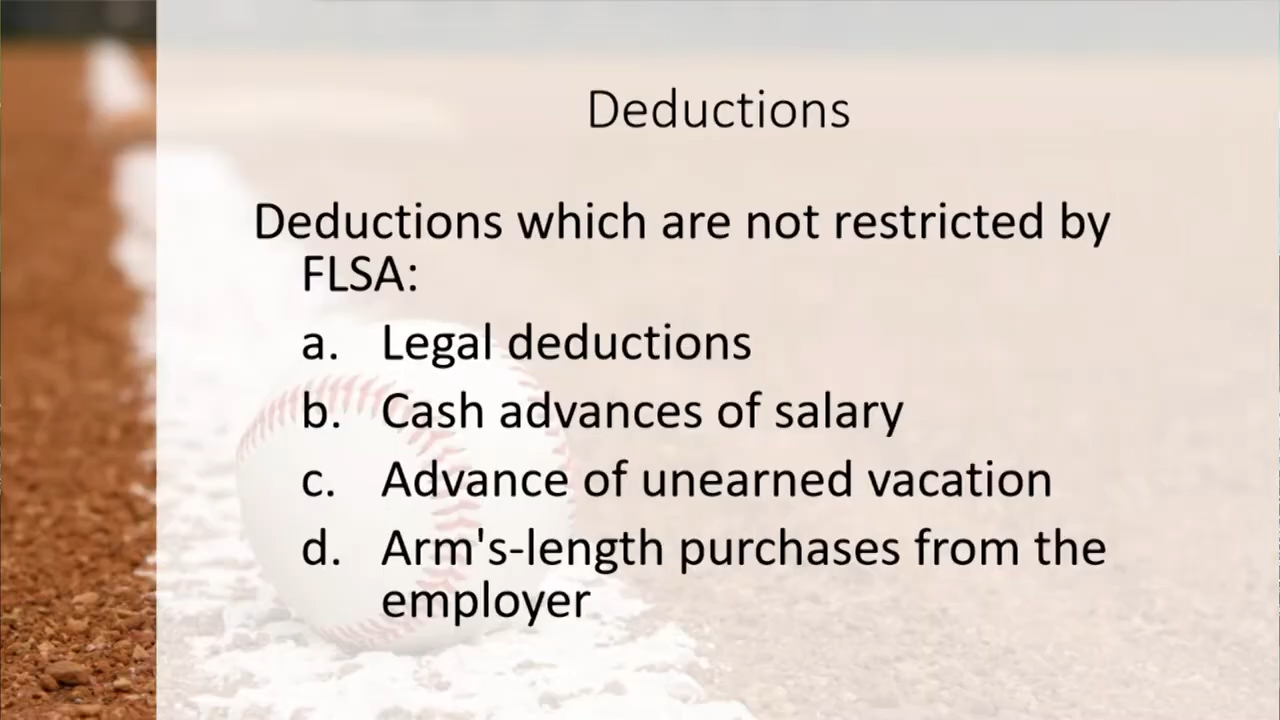 Deductions
Deductions which are not restricted by
FLSA:
a. Legal deductions
b. Cash advances of salary
c. Advance of unearned vacation
d. Arm's-length purchases from the
employer